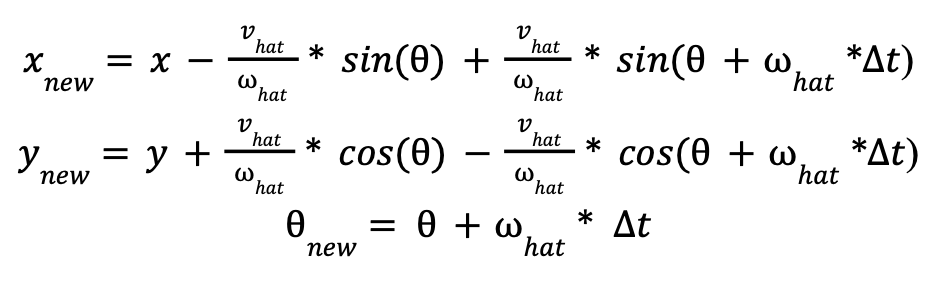 x_new = x − v_hat/ω_hat * sin(θ) + v_hat/ω_hat * sin(θ + ω_hat *Δt)
y_new = y + v_hat/ω_hat * cos(θ) − v_hat/ω_hat * cos(θ + ω_hat *Δt)
θ_new = θ + ω_hat * Δt